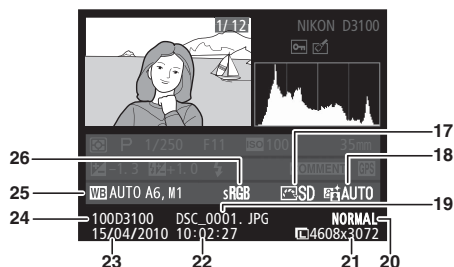 1/12
NIKON D3100
P 1/250 F11 ISO 100 35mm
−1.3 +1.0 COMMENT GPS
17
18
26
25 WB AUTO A6, M1 sRGB SD AUTO
19
24 100D3100 DSC_0001. JPG NORMAL
15/04/2010 10:02:27 L 4608x3072
23 22 21 20